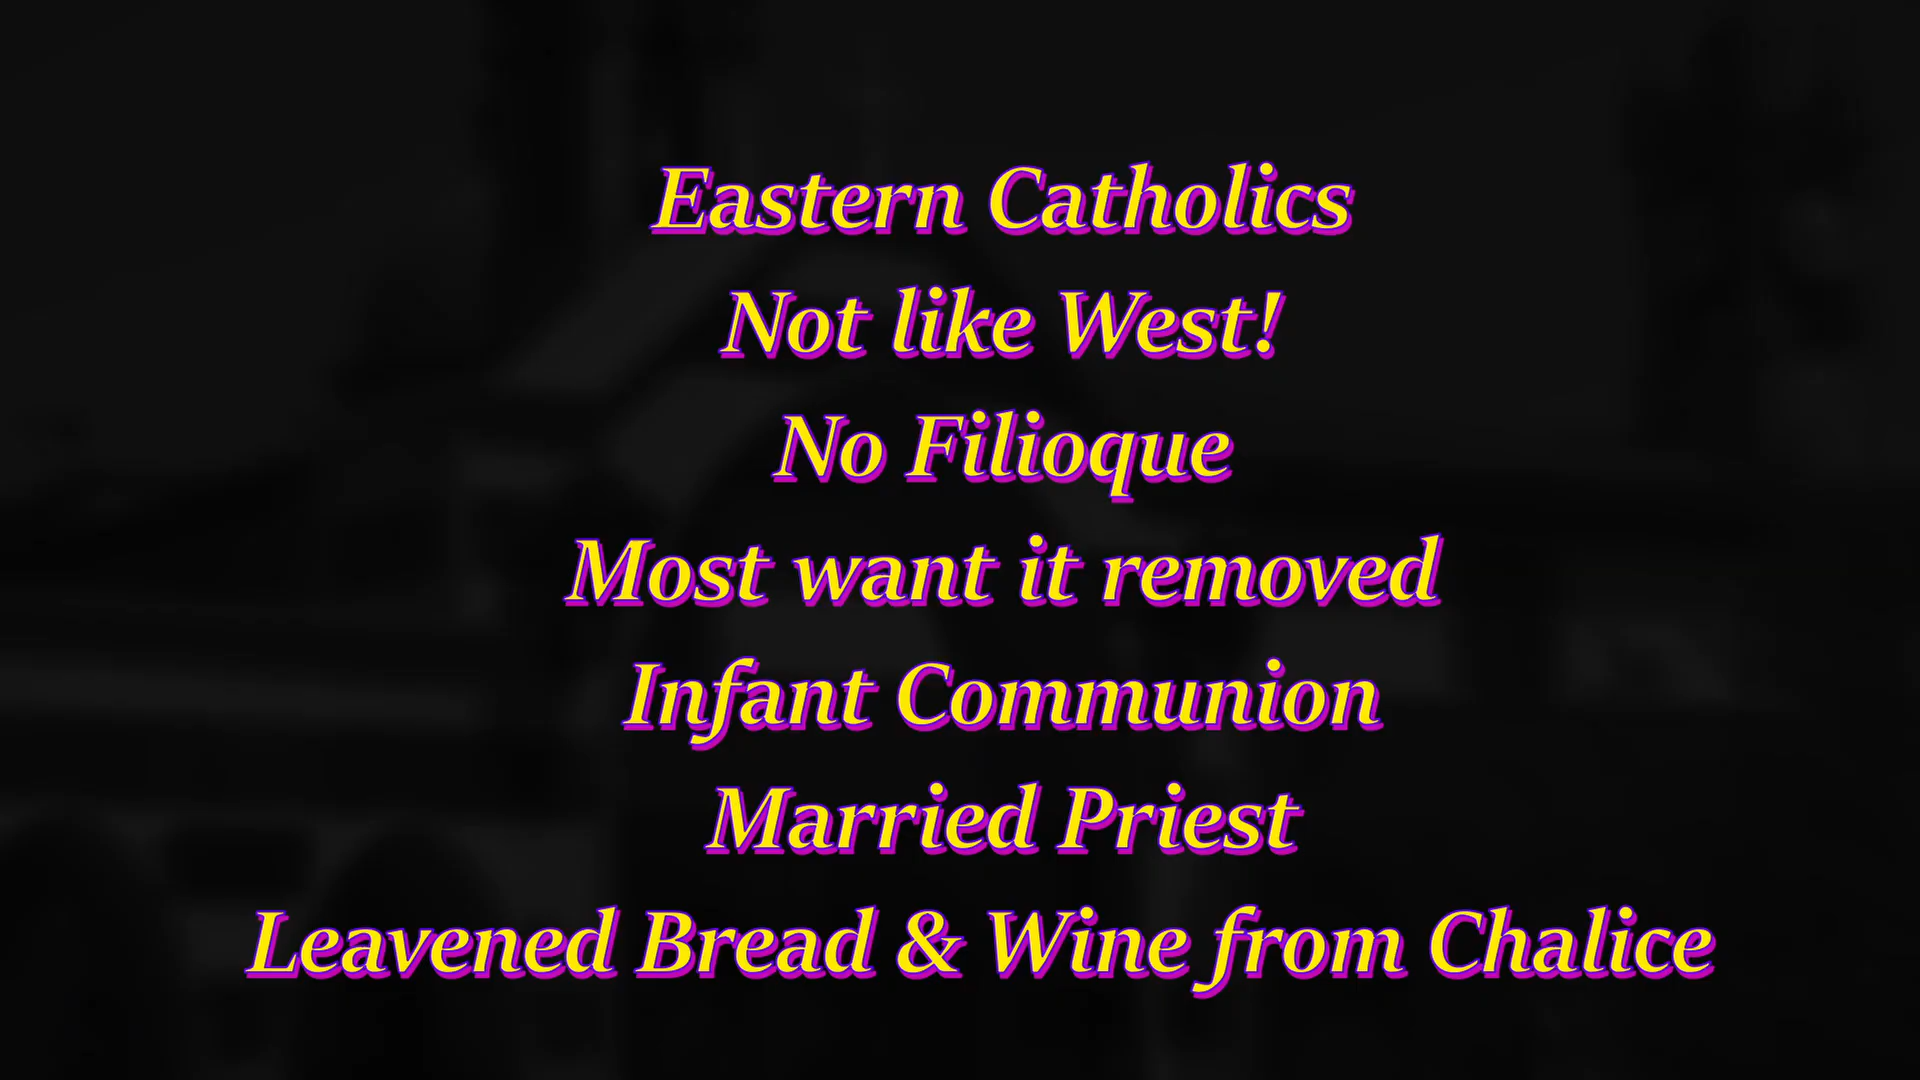 Eastern Catholics
Not like West!
No Filioque
Most want it removed
Infant Communion
Married Priest
Leavened Bread & Wine from Chalice